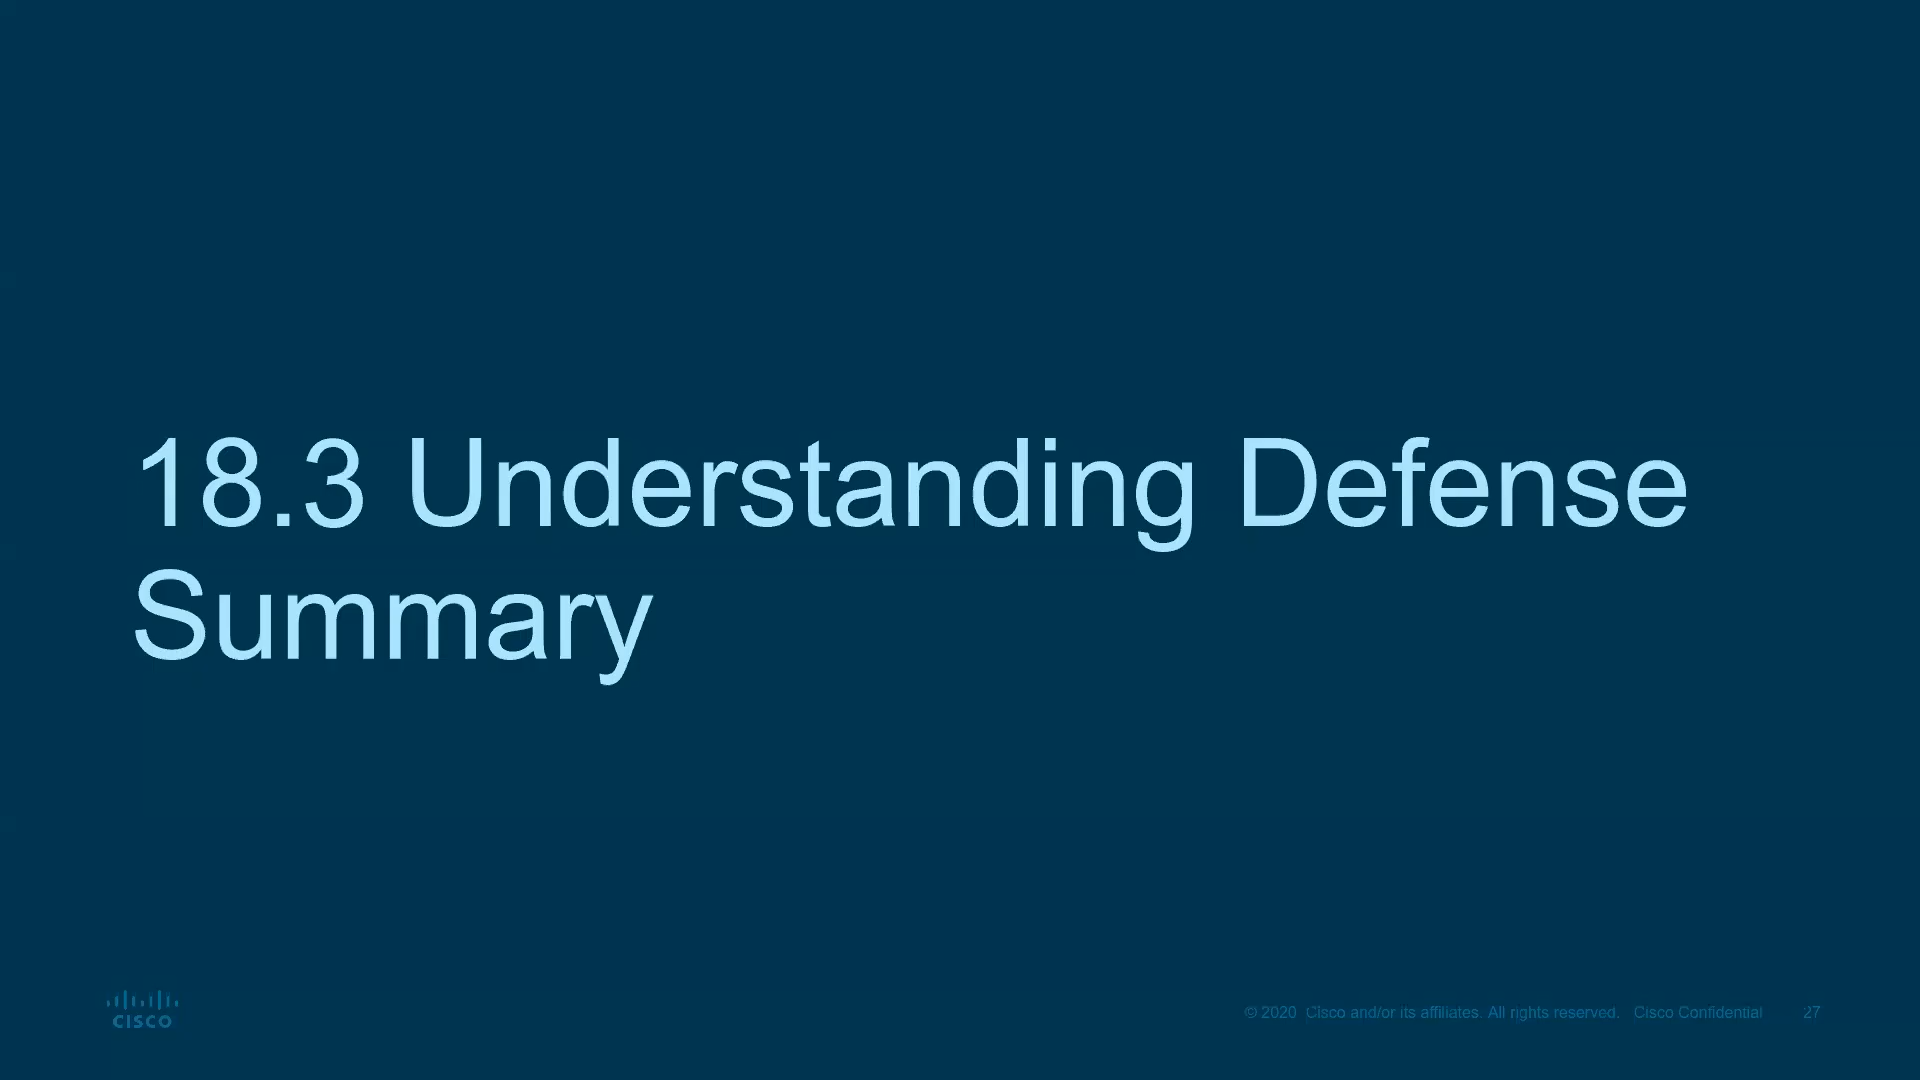 18.3 Understanding Defense
Summary
CISCO
© 2020 Cisco and/or its affiliates. All rights reserved. Cisco Confidential 27